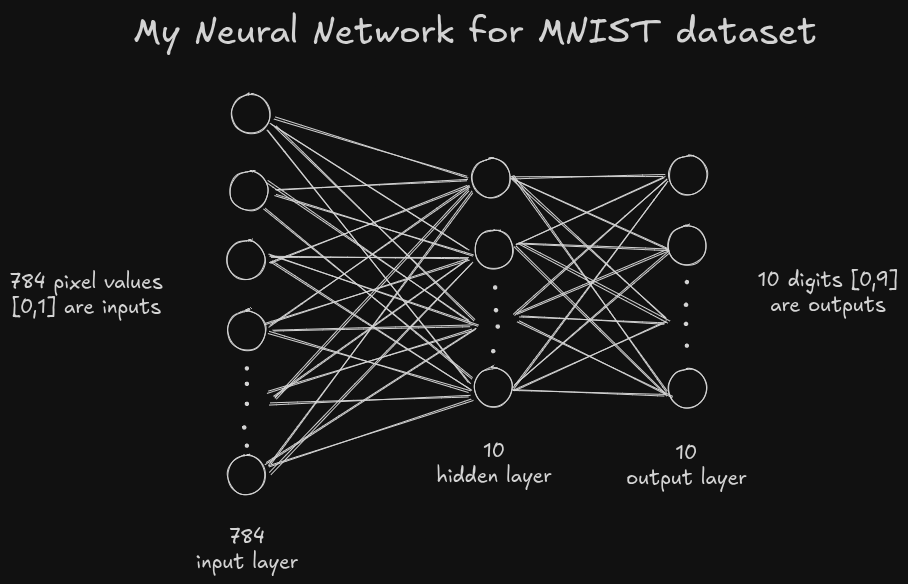 My Neural Network for MNIST dataset
784 pixel values
[0,1] are inputs
10 digits [0,9]
are outputs
10
hidden layer
10
output layer
784
input layer